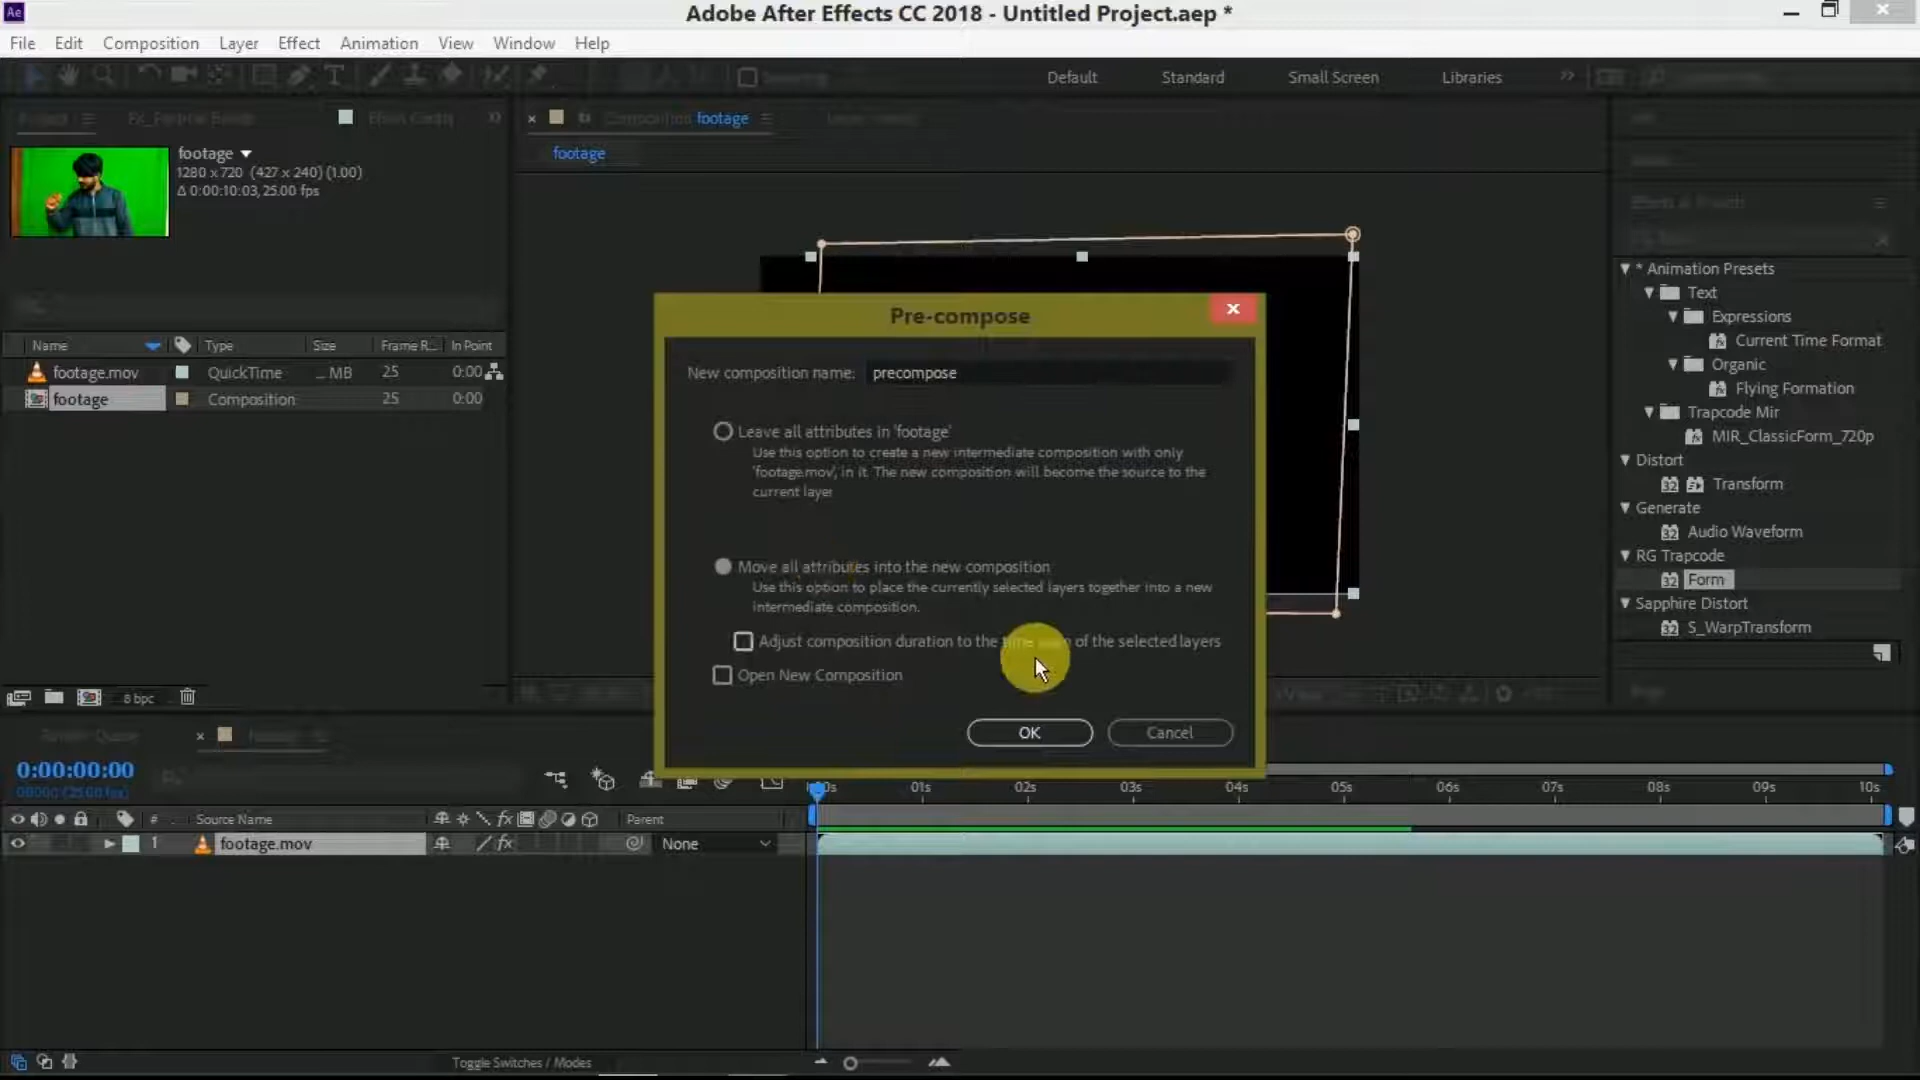 Ae
Adobe After Effects CC 2018 - Untitled Project.aep *
File Edit Composition Layer Effect Animation View Window Help
Default Standard Small Screen Libraries
Composition footage
footage
footage
1280 x 720 (427 x 240) (1.00)
Δ 0:00:10:03, 25.00 fps
Name Type Size Frame R... In Point
footage.mov QuickTime ... MB 25 0:00
footage Composition 25 0:00
8 bpc
Pre-compose
New composition name: precompose
Leave all attributes in 'footage'
Use this option to create a new intermediate composition with only
'footage.mov', in it. The new composition will become the source to the
current layer
Move all attributes into the new composition
Use this option to place the currently selected layers together into a new
intermediate composition.
Adjust composition duration to the time span of the selected layers
Open New Composition
OK Cancel
Effects & Presets
* Animation Presets
Text
Expressions
Current Time Format
Organic
Flying Formation
Trapcode Mir
MIR_ClassicForm_720p
Distort
Transform
Generate
Audio Waveform
RG Trapcode
Form
Sapphire Distort
S_WarpTransform
Render Queue footage
0:00:00:00
00000 (25.00 fps)
# Source Name fx Parent
1 footage.mov fx None
01s 02s 03s 04s 05s 06s 07s 08s 09s 10s
Toggle Switches / Modes